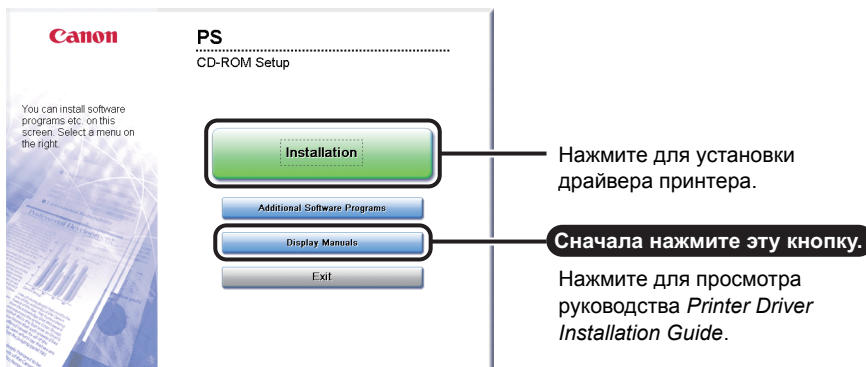 Canon
PS
CD-ROM Setup
You can install software
programs etc. on this
screen. Select a menu on
the right.
Installation
Additional Software Programs
Display Manuals
Exit
Нажмите для установки
драйвера принтера.
Сначала нажмите эту кнопку.
Нажмите для просмотра
руководства Printer Driver
Installation Guide.